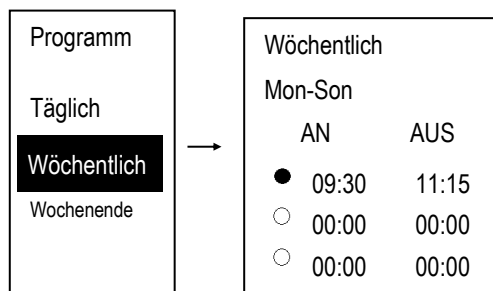 Programm
Täglich
Wöchentlich
Wochenende
Wöchentlich
Mon-Son
AN AUS
09:30 11:15
00:00 00:00
00:00 00:00